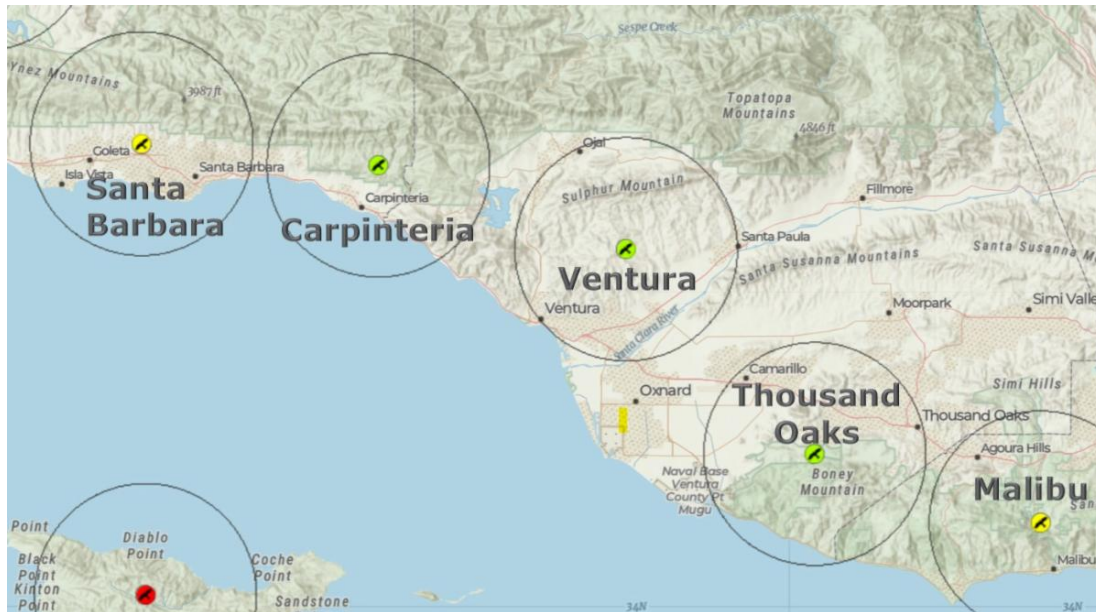 Sespe Creek
Ynez Mountains
3987 ft
Topatopa
Mountains
4846 ft
Goleta
Ojai
Isla Vista
Santa Barbara
Santa
Barbara
Carpinteria
Carpinteria
Sulphur Mountain
Fillmore
Santa Paula
Ventura
Santa Susanna Mountains
Santa Susanna M
Ventura
Santa Clara River
Moorpark
Simi Valle
Camarillo
Simi Hills
Oxnard
Thousand
Oaks
Thousand Oaks
Agoura Hills
Naval Base
Ventura
County Pt
Mugu
Boney
Mountain
Malibu
San
Point
Diablo
Point
Black
Point
Coche
Point
Kinton
Point
Sandstone
Malibu
34N
34N